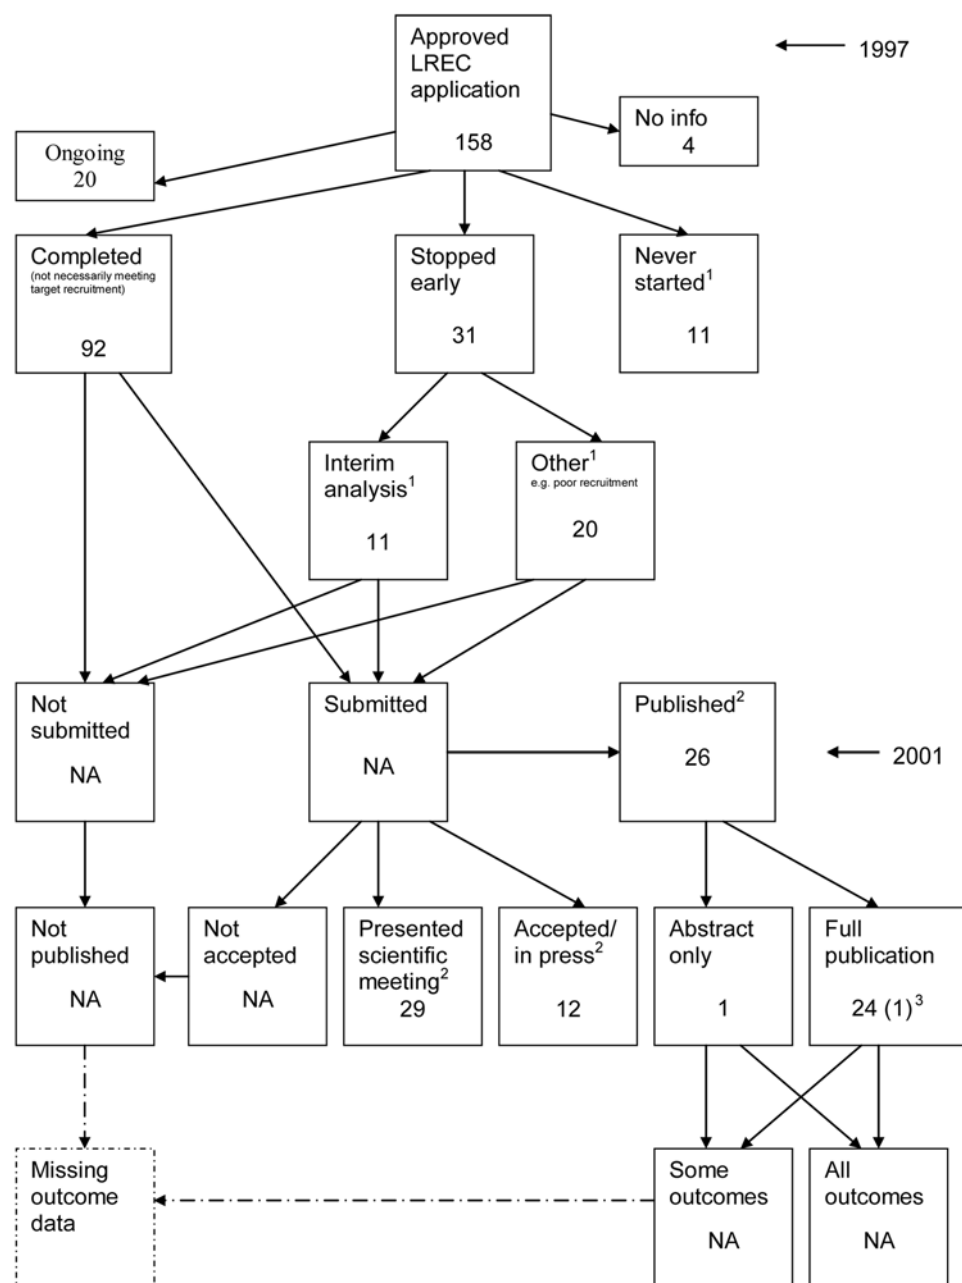 Approved
LREC
application
158
1997
No info
4
Ongoing
20
Completed
(not necessarily meeting
target recruitment)
92
Stopped
early
31
Never
started¹
11
Interim
analysis¹
11
Other¹
e.g. poor recruitment
20
Not
submitted
NA
Submitted
NA
Published²
26
2001
Not
published
NA
Not
accepted
NA
Presented
scientific
meeting²
29
Accepted/
in press²
12
Abstract
only
1
Full
publication
24 (1)³
Missing
outcome
data
Some
outcomes
NA
All
outcomes
NA